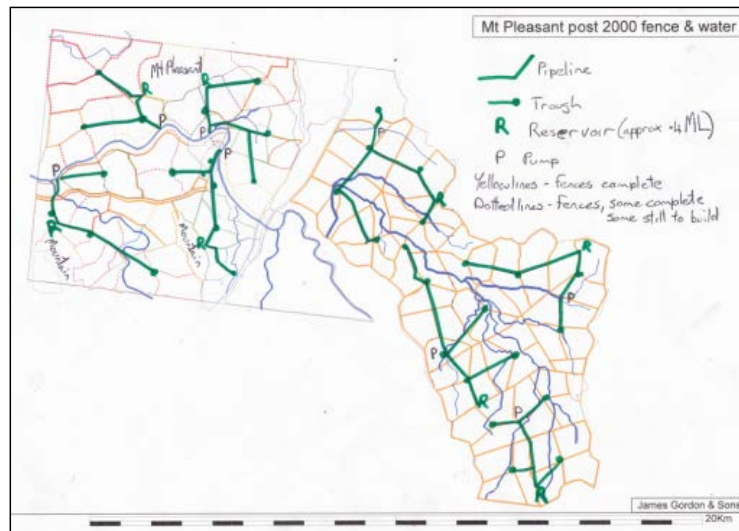 Mt Pleasant post 2000 fence & water
Pipeline
Trough
R Reservoir (approx .4 ML)
P Pump
Yellow lines - fences complete
Dotted lines - fences, some complete
some still to build
Mt Pleasant
R
R
P
P
P
P
R
Mountain
Mountain
R
P
R
R
P
P
R
P
R
James Gordon & Sons
20Km